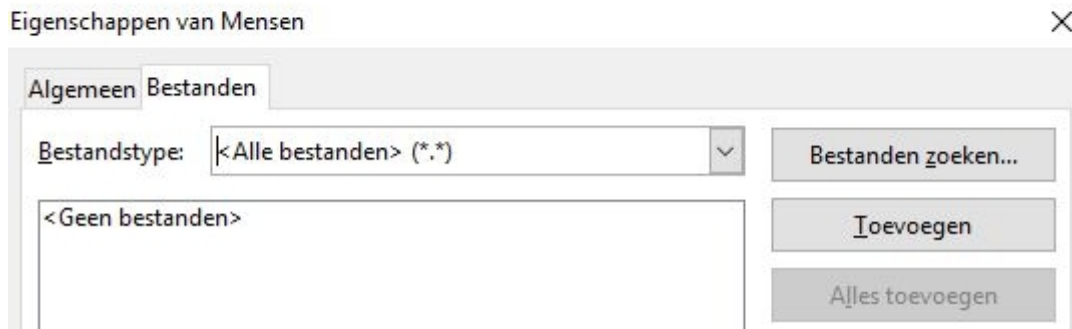 Eigenschappen van Mensen
Algemeen Bestanden
Bestandstype: <Alle bestanden> (*.*) Bestanden zoeken...
<Geen bestanden> Toevoegen
Alles toevoegen